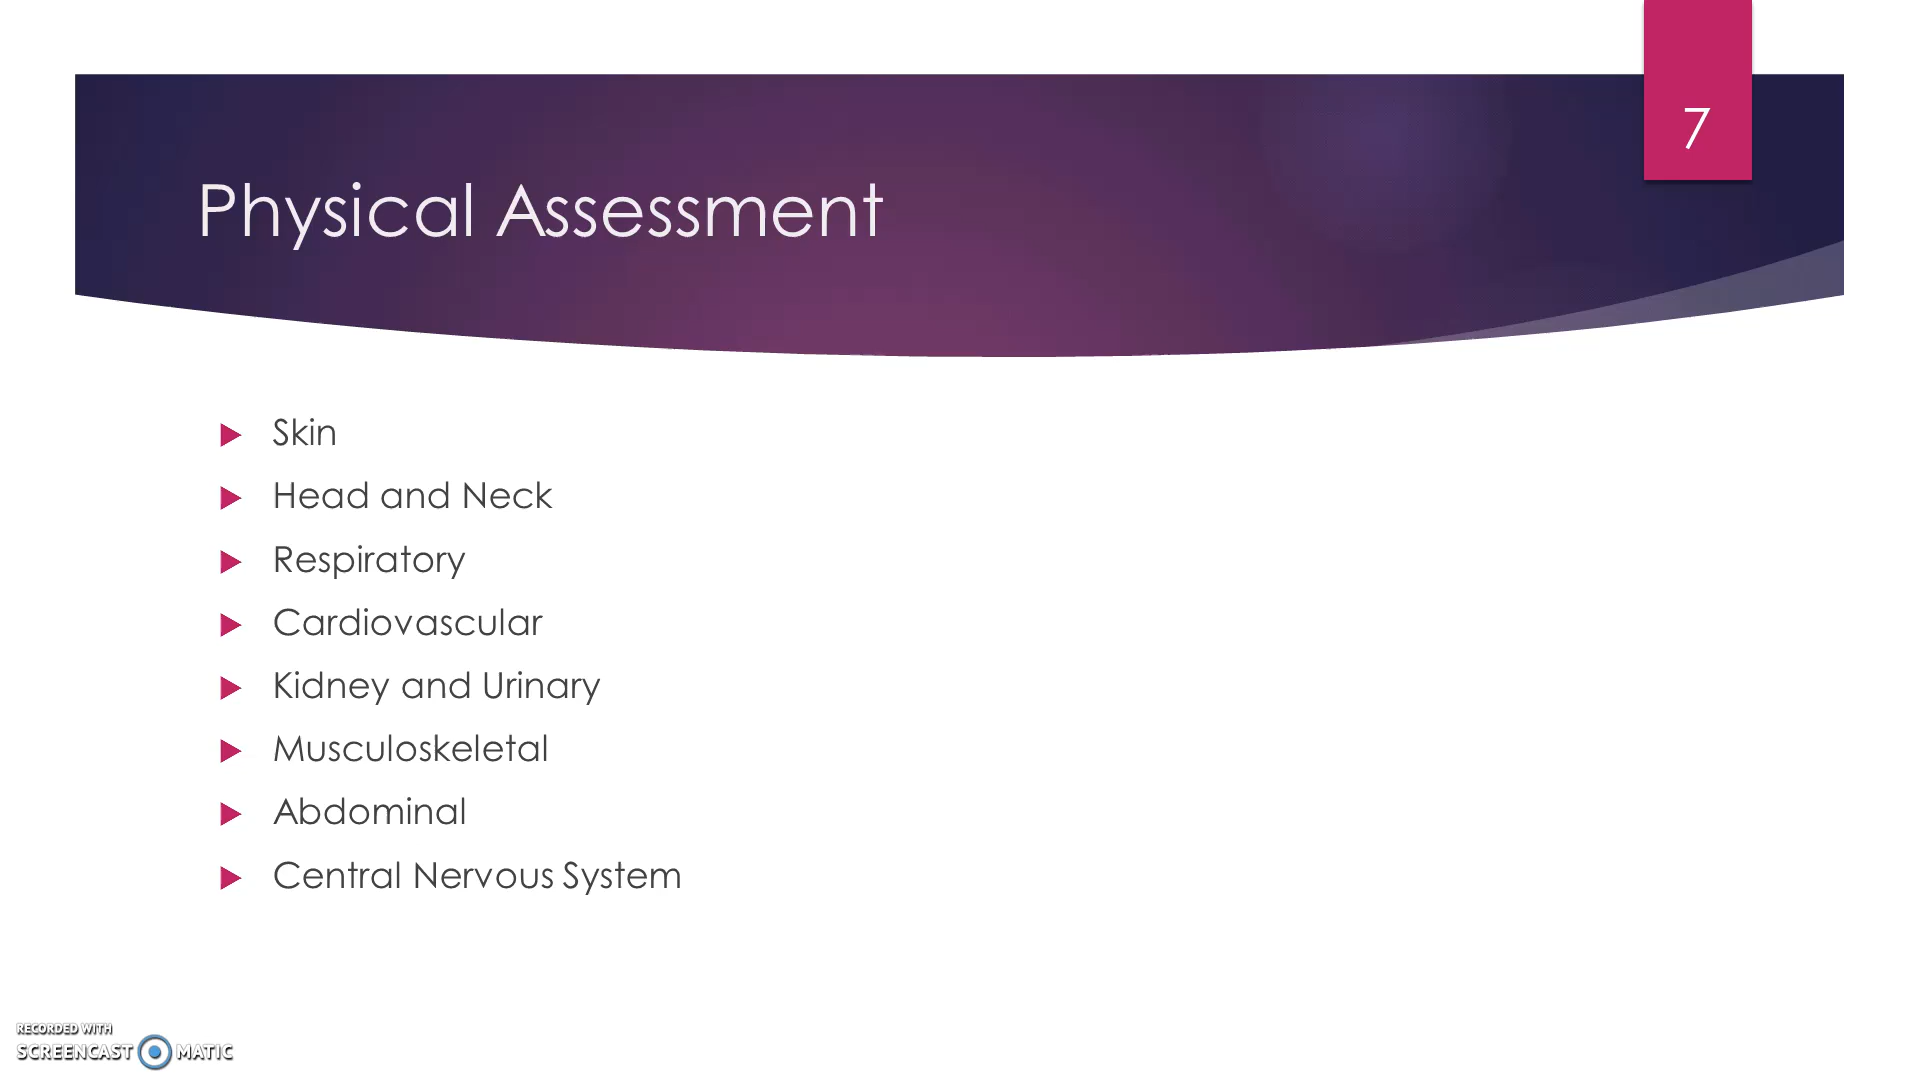 7
Physical Assessment
Skin
Head and Neck
Respiratory
Cardiovascular
Kidney and Urinary
Musculoskeletal
Abdominal
Central Nervous System
RECORDED WITH
SCREENCAST MATIC